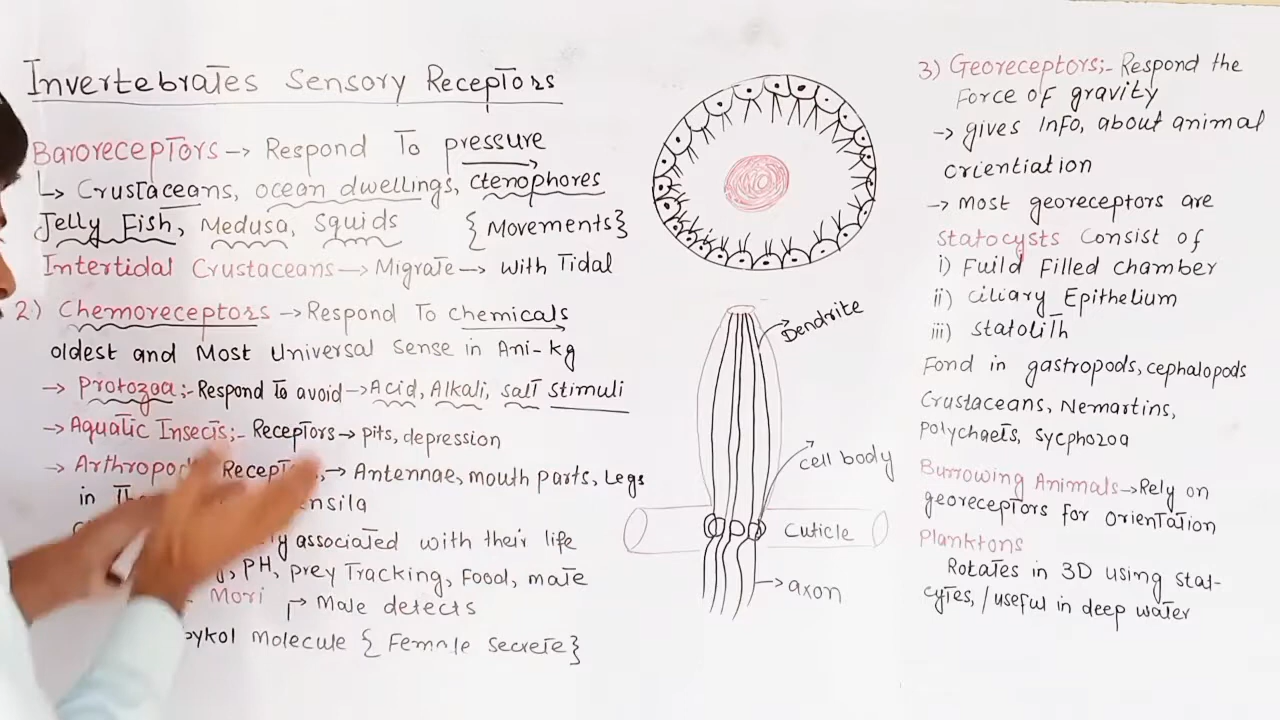 Invertebrates Sensory Receptors
Baroreceptors → Respond To pressure
↳ Crustaceans, ocean dwellings, ctenophores
Jelly Fish, Medusa, Squids {Movements}
Intertidal Crustaceans → Migrate → with Tidal
2) Chemoreceptors → Respond To chemicals
oldest and Most Universal Sense in Ani-kg
→ Protozoa;- Respond to avoid → Acid, Alkali, salt stimuli
→ Aquatic Insects;- Receptors → pits, depression
→ Arthropod Receptors → Antennae, mouth parts, Legs
in
associated with their life
PH, prey Tracking, Food, mate
Mori → Male detects
molecule { Female secrete}
Dendrite
cell body
Cuticle
→ axon
3) Georeceptors;- Respond the
Force of gravity
→ gives Info, about animal
orientiation
→ most georeceptors are
Statocysts Consist of
i) Fuild Filled chamber
ii) ciliary Epithelium
iii) statolith
Fond in gastropods, cephalopods
Crustaceans, Nemartins,
Polychaets, Sycphozoa
Burrowing Animals → Rely on
georeceptors for Orientation
Planktons
Rotates in 3D using stat-
cytes, /useful in deep water